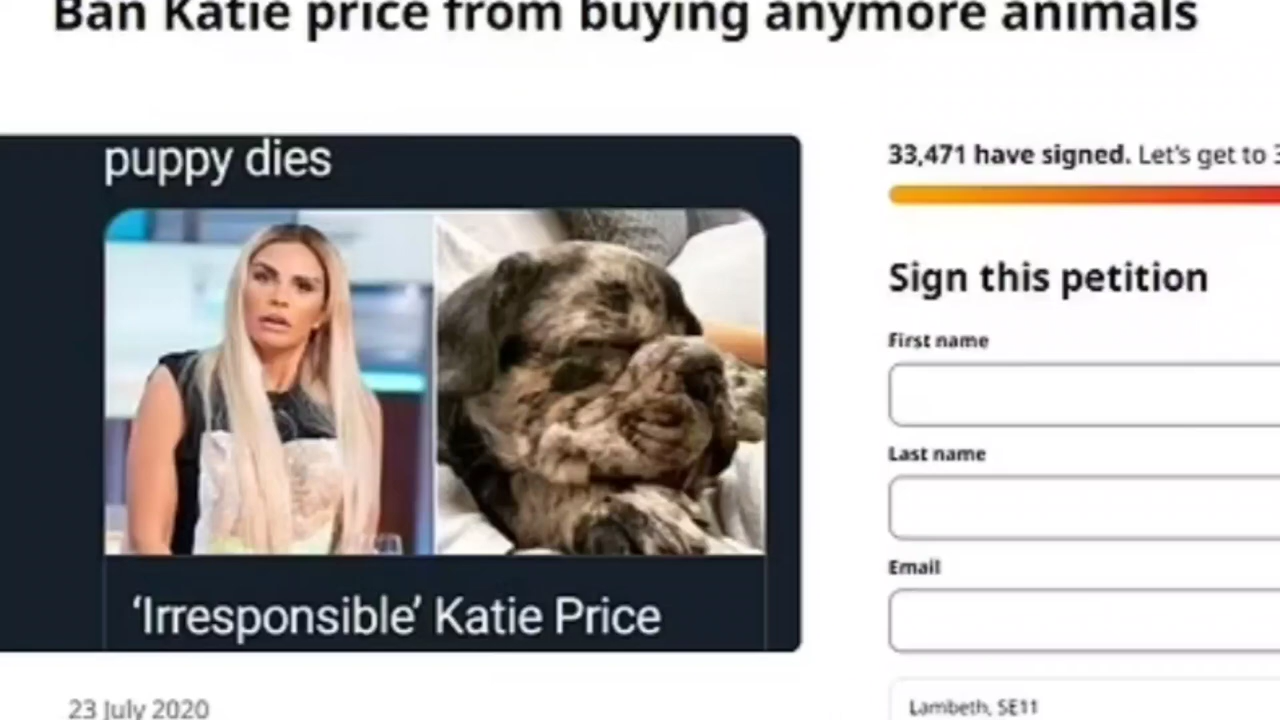 Ban Katie price from buying anymore animals
puppy dies
'Irresponsible' Katie Price
23 July 2020
33,471 have signed. Let's get to 3
Sign this petition
First name
Last name
Email
Lambeth, SE11